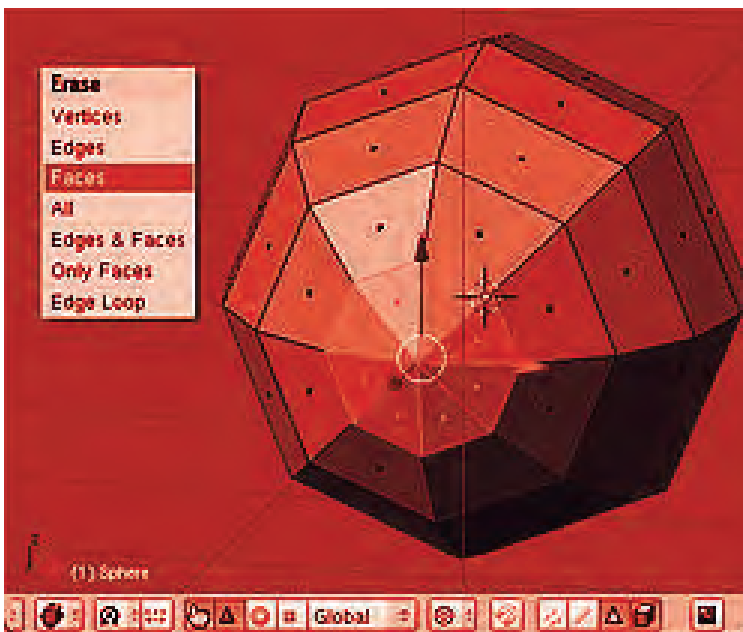 Erase
Vertices
Edges
Faces
All
Edges & Faces
Only Faces
Edge Loop
z
(1) Sphere
Global